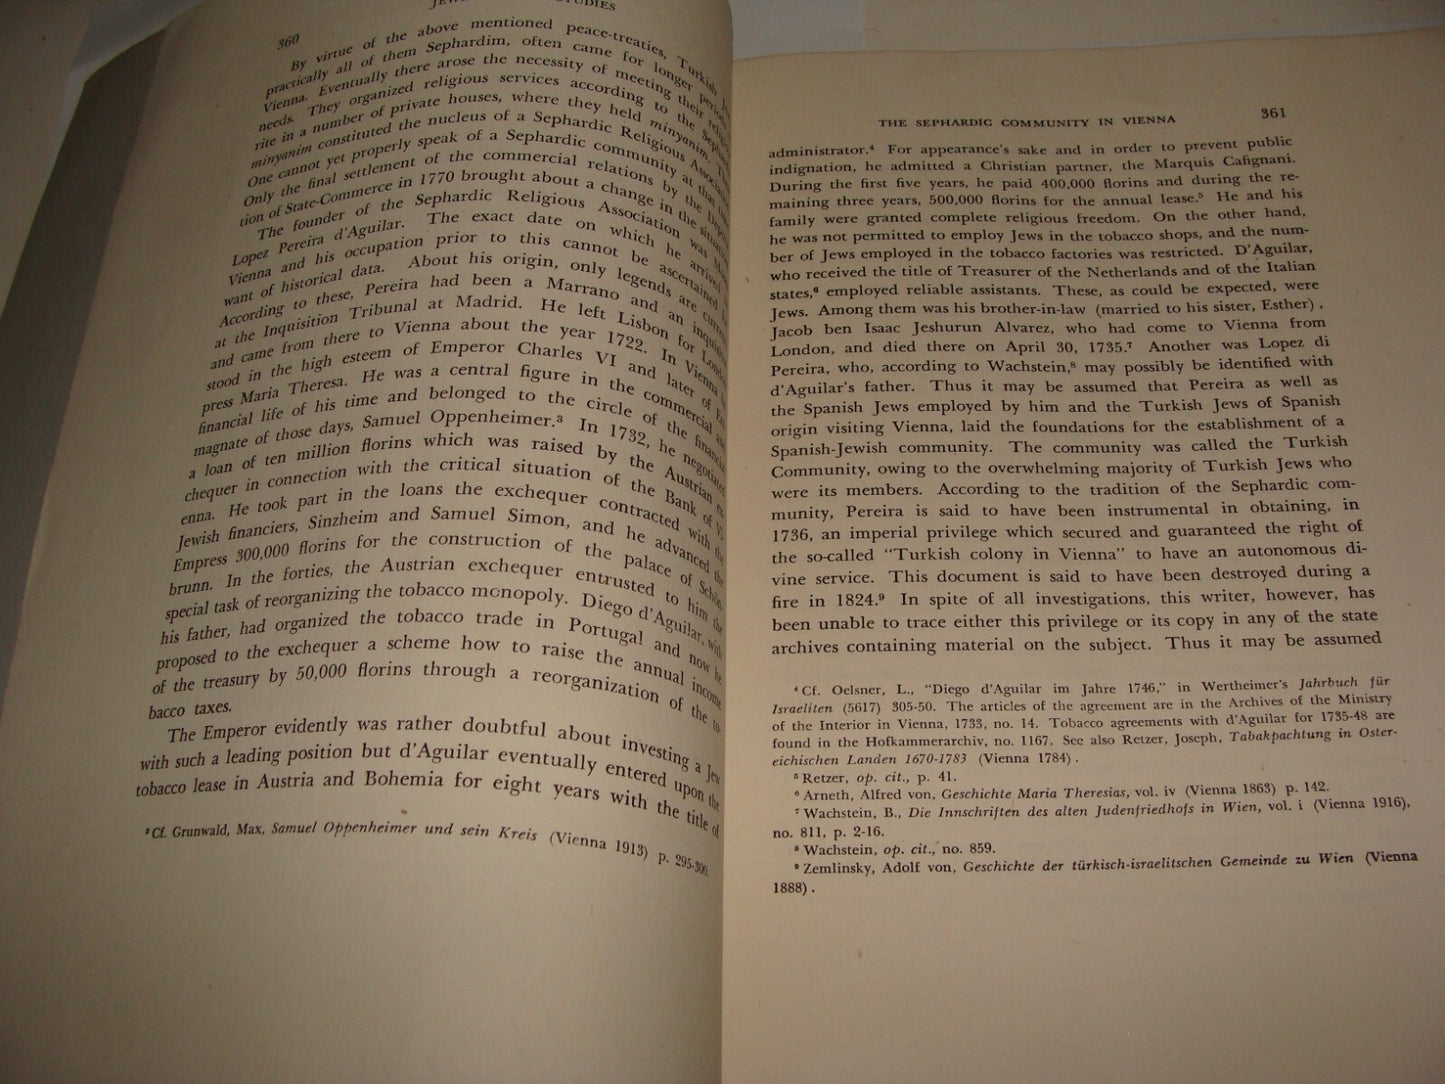 360
By virtue of the above mentioned peace-treaties, Turkish
practically all of them Sephardim, often came for longer periods
Vienna. Eventually there arose the necessity of meeting their
needs. They organized religious services according to the
rite in a number of private houses, where they held minyanim.
minyanim constituted the nucleus of a Sephardic Religious
One cannot yet properly speak of a Sephardic community at that
Only the final settlement of the commercial relations by the
tion of State-Commerce in 1770 brought about a change in the
The founder of the Sephardic Religious Association was
Lopez Pereira d'Aguilar. The exact date on which he arrived
Vienna and his occupation prior to this cannot be ascertained
want of historical data. About his origin, only legends are
According to these, Pereira had been a Marrano and an
at the Inquisition Tribunal at Madrid. He left Lisbon for London
and came from there to Vienna about the year 1722. In Vienna
stood in the high esteem of Emperor Charles VI and later of Em-
press Maria Theresa. He was a central figure in the commercial and
financial life of his time and belonged to the circle of the financial
magnate of those days, Samuel Oppenheimer.³ In 1732, he negotiated
a loan of ten million florins which was raised by the Austrian ex-
chequer in connection with the critical situation of the Bank of Vi-
enna. He took part in the loans the exchequer contracted with the
Jewish financiers, Sinzheim and Samuel Simon, and he advanced the
Empress 300,000 florins for the construction of the palace of Schön-
brunn. In the forties, the Austrian exchequer entrusted to him the
special task of reorganizing the tobacco monopoly. Diego d'Aguilar, with
his father, had organized the tobacco trade in Portugal and now he
proposed to the exchequer a scheme how to raise the annual income
of the treasury by 50,000 florins through a reorganization of the to-
bacco taxes.
The Emperor evidently was rather doubtful about investing a Jew
with such a leading position but d'Aguilar eventually entered upon the
tobacco lease in Austria and Bohemia for eight years with the title of
³ Cf. Grunwald, Max, Samuel Oppenheimer und sein Kreis (Vienna 1913) p. 295-300.
THE SEPHARDIC COMMUNITY IN VIENNA 361
administrator.⁴ For appearance's sake and in order to prevent public
indignation, he admitted a Christian partner, the Marquis Cafignani.
During the first five years, he paid 400,000 florins and during the re-
maining three years, 500,000 florins for the annual lease.⁵ He and his
family were granted complete religious freedom. On the other hand,
he was not permitted to employ Jews in the tobacco shops, and the num-
ber of Jews employed in the tobacco factories was restricted. D'Aguilar,
who received the title of Treasurer of the Netherlands and of the Italian
states,⁶ employed reliable assistants. These, as could be expected, were
Jews. Among them was his brother-in-law (married to his sister, Esther),
Jacob ben Isaac Jeshurun Alvarez, who had come to Vienna from
London, and died there on April 30, 1735.⁷ Another was Lopez di
Pereira, who, according to Wachstein,⁸ may possibly be identified with
d'Aguilar's father. Thus it may be assumed that Pereira as well as
the Spanish Jews employed by him and the Turkish Jews of Spanish
origin visiting Vienna, laid the foundations for the establishment of a
Spanish-Jewish community. The community was called the Turkish
Community, owing to the overwhelming majority of Turkish Jews who
were its members. According to the tradition of the Sephardic com-
munity, Pereira is said to have been instrumental in obtaining, in
1736, an imperial privilege which secured and guaranteed the right of
the so-called "Turkish colony in Vienna" to have an autonomous di-
vine service. This document is said to have been destroyed during a
fire in 1824.⁹ In spite of all investigations, this writer, however, has
been unable to trace either this privilege or its copy in any of the state
archives containing material on the subject. Thus it may be assumed
⁴ Cf. Oelsner, L., "Diego d'Aguilar im Jahre 1746," in Wertheimer's Jahrbuch für
Israeliten (5617) 305-50. The articles of the agreement are in the Archives of the Ministry
of the Interior in Vienna, 1733, no. 14. Tobacco agreements with d'Aguilar for 1735-48 are
found in the Hofkammerarchiv, no. 1167. See also Retzer, Joseph, Tabakpachtung in Oster-
eichischen Landen 1670-1783 (Vienna 1784).
⁵ Retzer, op. cit., p. 41.
⁶ Arneth, Alfred von, Geschichte Maria Theresias, vol. iv (Vienna 1863) p. 142.
⁷ Wachstein, B., Die Innschriften des alten Judenfriedhofs in Wien, vol. i (Vienna 1916),
no. 811, p. 2-16.
⁸ Wachstein, op. cit., no. 859.
⁹ Zemlinsky, Adolf von, Geschichte der türkisch-israelitschen Gemeinde zu Wien (Vienna
1888).